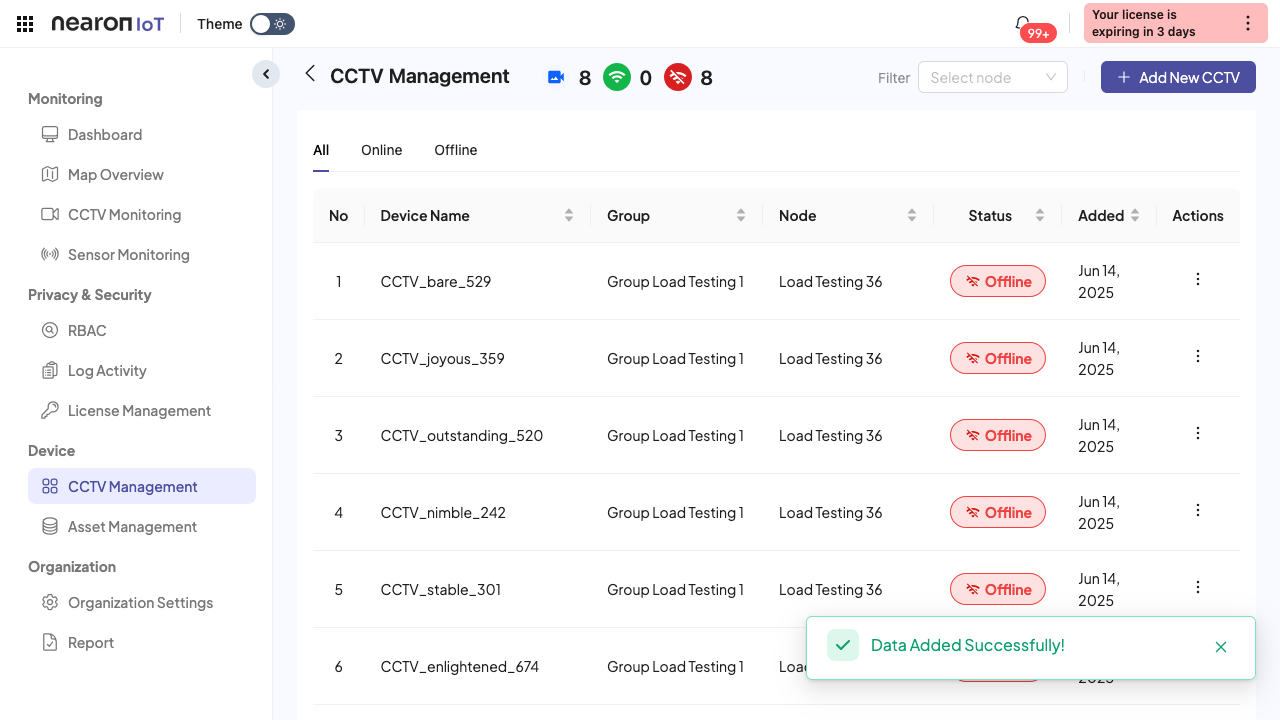 nearon IoT
Theme
99+
Your license is
expiring in 3 days
Monitoring
Dashboard
Map Overview
CCTV Monitoring
Sensor Monitoring
Privacy & Security
RBAC
Log Activity
License Management
Device
CCTV Management
Asset Management
Organization
Organization Settings
Report
CCTV Management 8 0 8
Filter Select node
Add New CCTV
All Online Offline
No Device Name Group Node Status Added Actions
1 CCTV_bare_529 Group Load Testing 1 Load Testing 36 Offline Jun 14, 2025
2 CCTV_joyous_359 Group Load Testing 1 Load Testing 36 Offline Jun 14, 2025
3 CCTV_outstanding_520 Group Load Testing 1 Load Testing 36 Offline Jun 14, 2025
4 CCTV_nimble_242 Group Load Testing 1 Load Testing 36 Offline Jun 14, 2025
5 CCTV_stable_301 Group Load Testing 1 Load Testing 36 Offline Jun 14, 2025
6 CCTV_enlightened_674 Group Load Testing 1
Data Added Successfully!